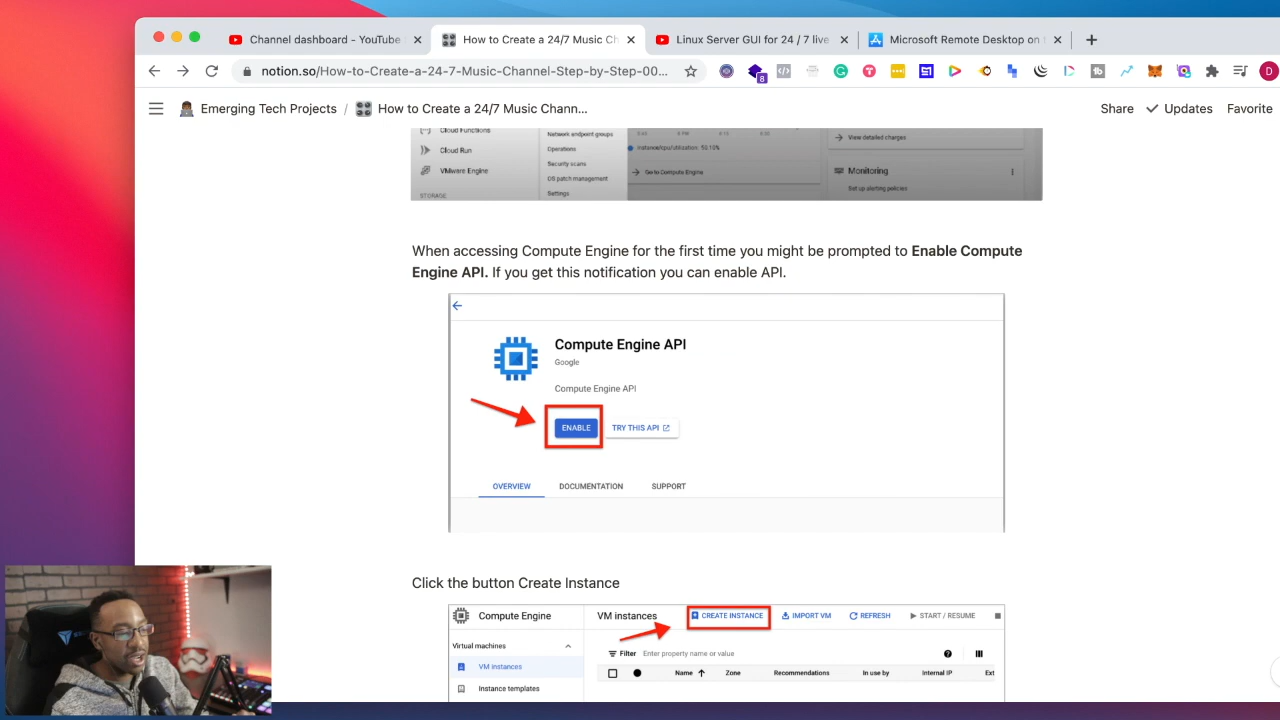 Channel dashboard - YouTube
How to Create a 24/7 Music Ch
Linux Server GUI for 24 / 7 live
Microsoft Remote Desktop on t
notion.so/How-to-Create-a-24-7-Music-Channel-Step-by-Step-00...
8
D
Emerging Tech Projects / How to Create a 24/7 Music Chann...
Share Updates Favorite
Cloud Functions
Cloud Run
VMware Engine
STORAGE
Network endpoint groups
Operations
Security scans
OS patch management
Settings
instance/cpu/utilization: 50.10%
Go to Compute Engine
View detailed charges
Monitoring
Set up alerting policies
When accessing Compute Engine for the first time you might be prompted to Enable Compute
Engine API. If you get this notification you can enable API.
Compute Engine API
Google
Compute Engine API
ENABLE TRY THIS API
OVERVIEW DOCUMENTATION SUPPORT
Click the button Create Instance
Compute Engine VM instances CREATE INSTANCE IMPORT VM REFRESH START / RESUME
Virtual machines
Filter Enter property name or value
VM instances
Name Zone Recommendations In use by Internal IP Ext
Instance templates